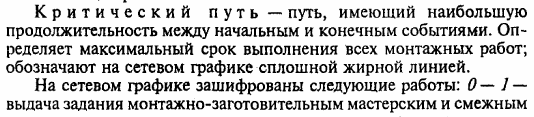 Критический путь — путь, имеющий наибольшую
продолжительность между начальным и конечным событиями. Оп-
ределяет максимальный срок выполнения всех монтажных работ;
обозначают на сетевом графике сплошной жирной линией.
На сетевом графике зашифрованы следующие работы: 0 — 1 —
выдача задания монтажно-заготовительным мастерским и смежным